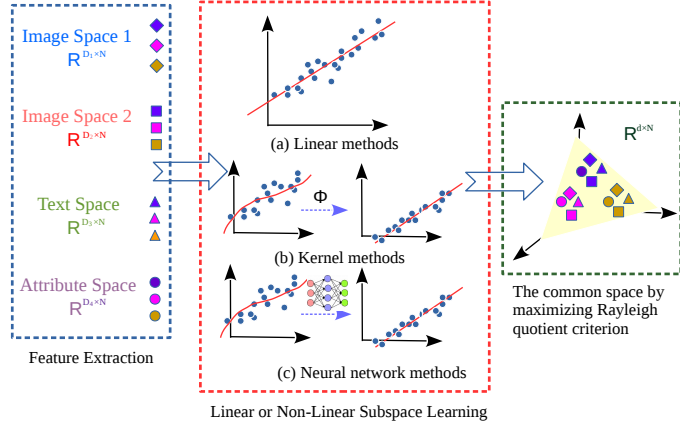 Image Space 1
R^{D₁×N}
Image Space 2
R^{D₂×N}
Text Space
R^{D₃×N}
Attribute Space
R^{D₄×N}
Feature Extraction
(a) Linear methods
Φ
(b) Kernel methods
(c) Neural network methods
Linear or Non-Linear Subspace Learning
R^{d×N}
The common space by
maximizing Rayleigh
quotient criterion